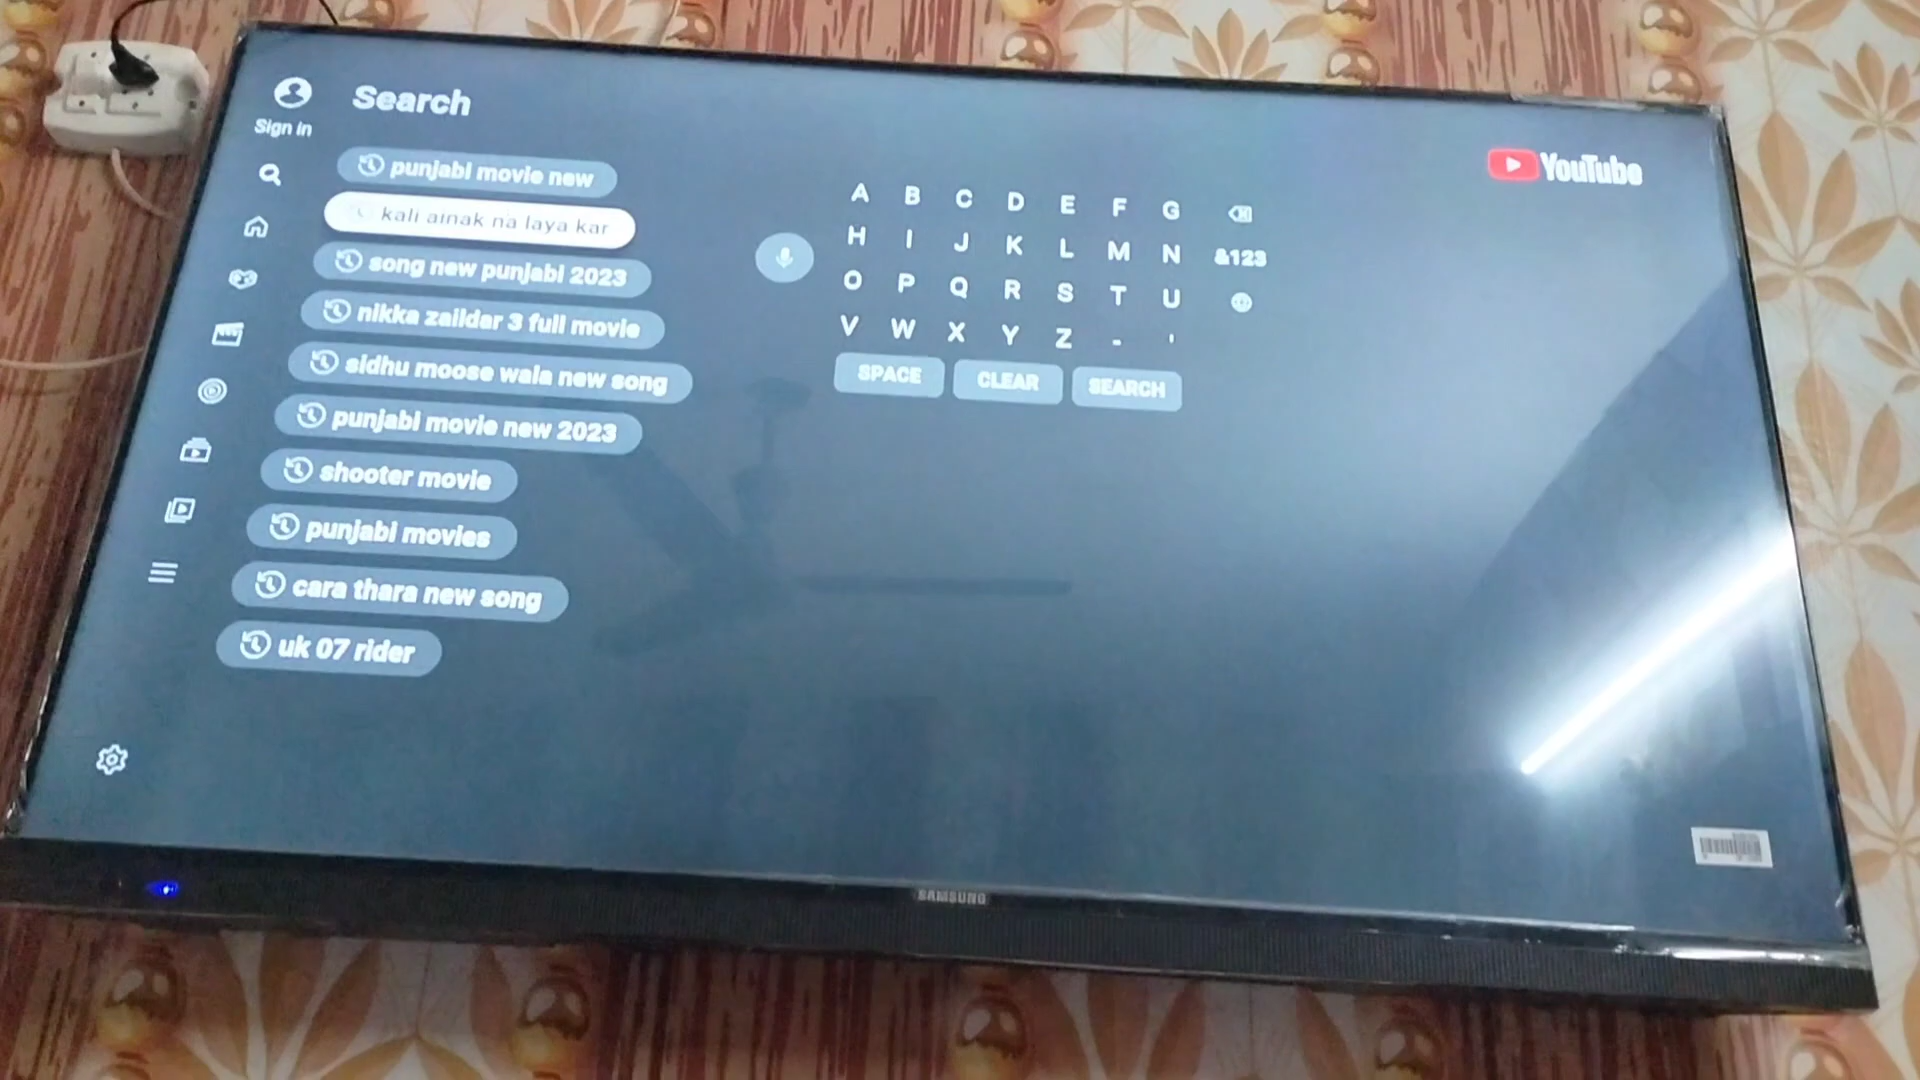 Sign in
Search
YouTube
punjabi movie new
kali ainak na laya kar
song new punjabi 2023
nikka zaildar 3 full movie
sidhu moose wala new song
punjabi movie new 2023
shooter movie
punjabi movies
cara thara new song
uk 07 rider
A B C D E F G
H I J K L M N &123
O P Q R S T U
V W X Y Z - '
SPACE CLEAR SEARCH
SAMSUNG